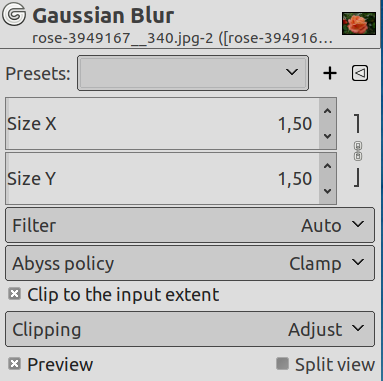 Gaussian Blur
rose-3949167__340.jpg-2 ([rose-394916...
Presets:
Size X 1,50
Size Y 1,50
Filter Auto
Abyss policy Clamp
Clip to the input extent
Clipping Adjust
Preview Split view